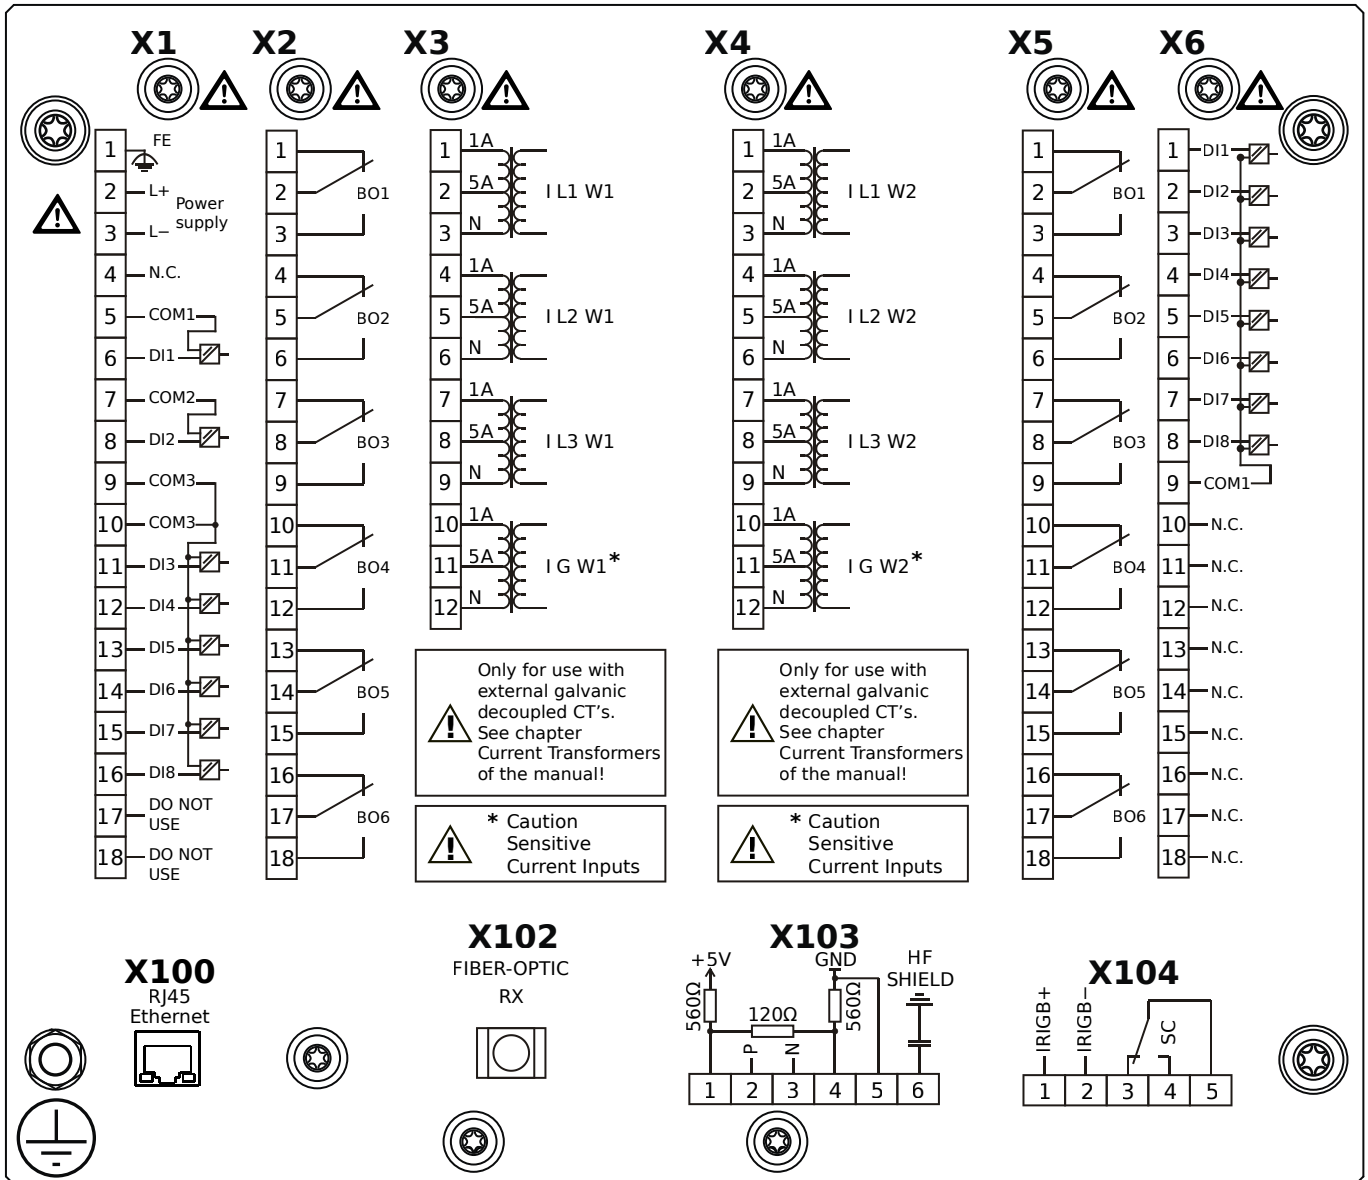 X1
X2
X3
X4
X5
X6
1
FE
2
L+
Power
supply
3
L−
4
N.C.
5
COM1
6
DI1
7
COM2
8
DI2
9
COM3
10
COM3
11
DI3
12
DI4
13
DI5
14
DI6
15
DI7
16
DI8
17
DO NOT
USE
18
DO NOT
USE
1
2
BO1
3
4
5
BO2
6
7
8
BO3
9
10
11
BO4
12
13
14
BO5
15
16
17
BO6
18
1
1A
2
5A
I L1 W1
3
N
4
1A
5
5A
I L2 W1
6
N
7
1A
8
5A
I L3 W1
9
N
10
1A
11
5A
I G W1*
12
N
Only for use with
external galvanic
decoupled CT's.
See chapter
Current Transformers
of the manual!
* Caution
Sensitive
Current Inputs
1
1A
2
5A
I L1 W2
3
N
4
1A
5
5A
I L2 W2
6
N
7
1A
8
5A
I L3 W2
9
N
10
1A
11
5A
I G W2*
12
N
Only for use with
external galvanic
decoupled CT's.
See chapter
Current Transformers
of the manual!
* Caution
Sensitive
Current Inputs
1
2
BO1
3
4
5
BO2
6
7
8
BO3
9
10
11
BO4
12
13
14
BO5
15
16
17
BO6
18
1
DI1
2
DI2
3
DI3
4
DI4
5
DI5
6
DI6
7
DI7
8
DI8
9
COM1
10
N.C.
11
N.C.
12
N.C.
13
N.C.
14
N.C.
15
N.C.
16
N.C.
17
N.C.
18
N.C.
X100
RJ45
Ethernet
X102
FIBER-OPTIC
RX
X103
+5V
GND
HF
SHIELD
560Ω
120Ω
560Ω
P
N
1
2
3
4
5
6
X104
IRIGB+
IRIGB−
SC
1
2
3
4
5